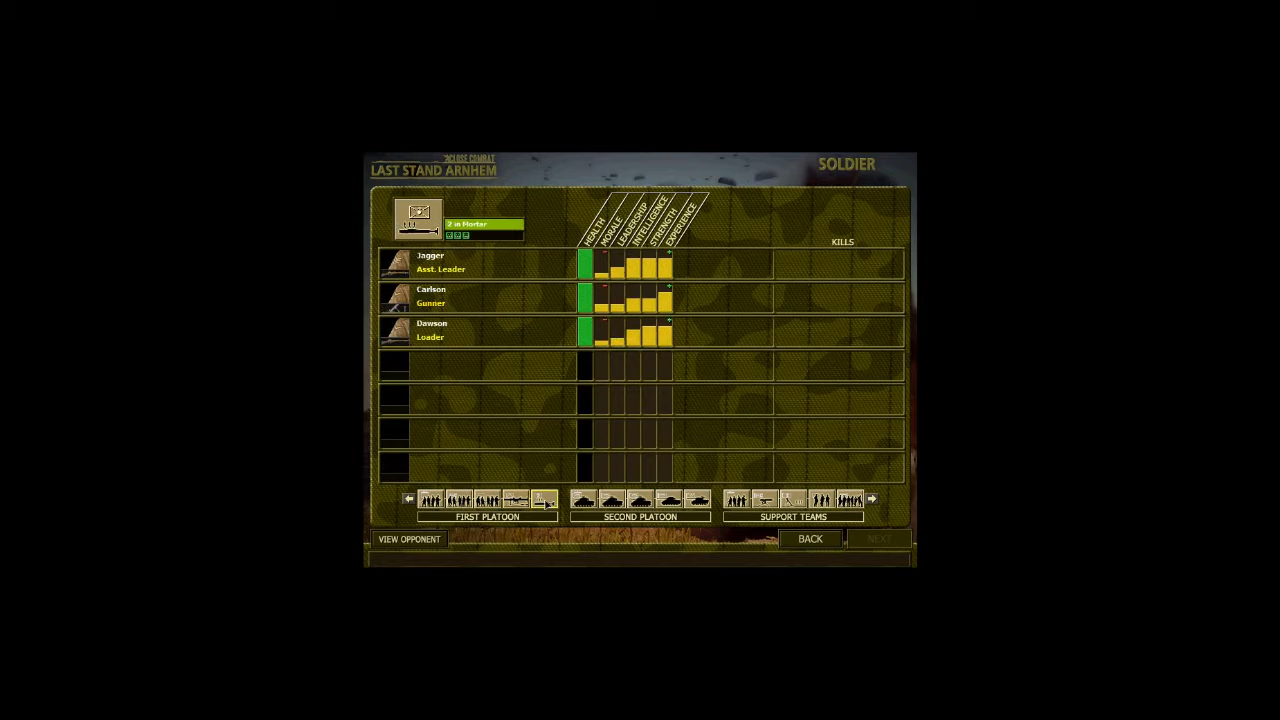 CLOSE COMBAT
LAST STAND ARNHEM
SOLDIER
2 in Mortar
HEALTH
MORALE
LEADERSHIP
INTELLIGENCE
STRENGTH
EXPERIENCE
KILLS
Jagger
Asst. Leader
Carlson
Gunner
Dawson
Loader
FIRST PLATOON
SECOND PLATOON
SUPPORT TEAMS
VIEW OPPONENT
BACK
NEXT